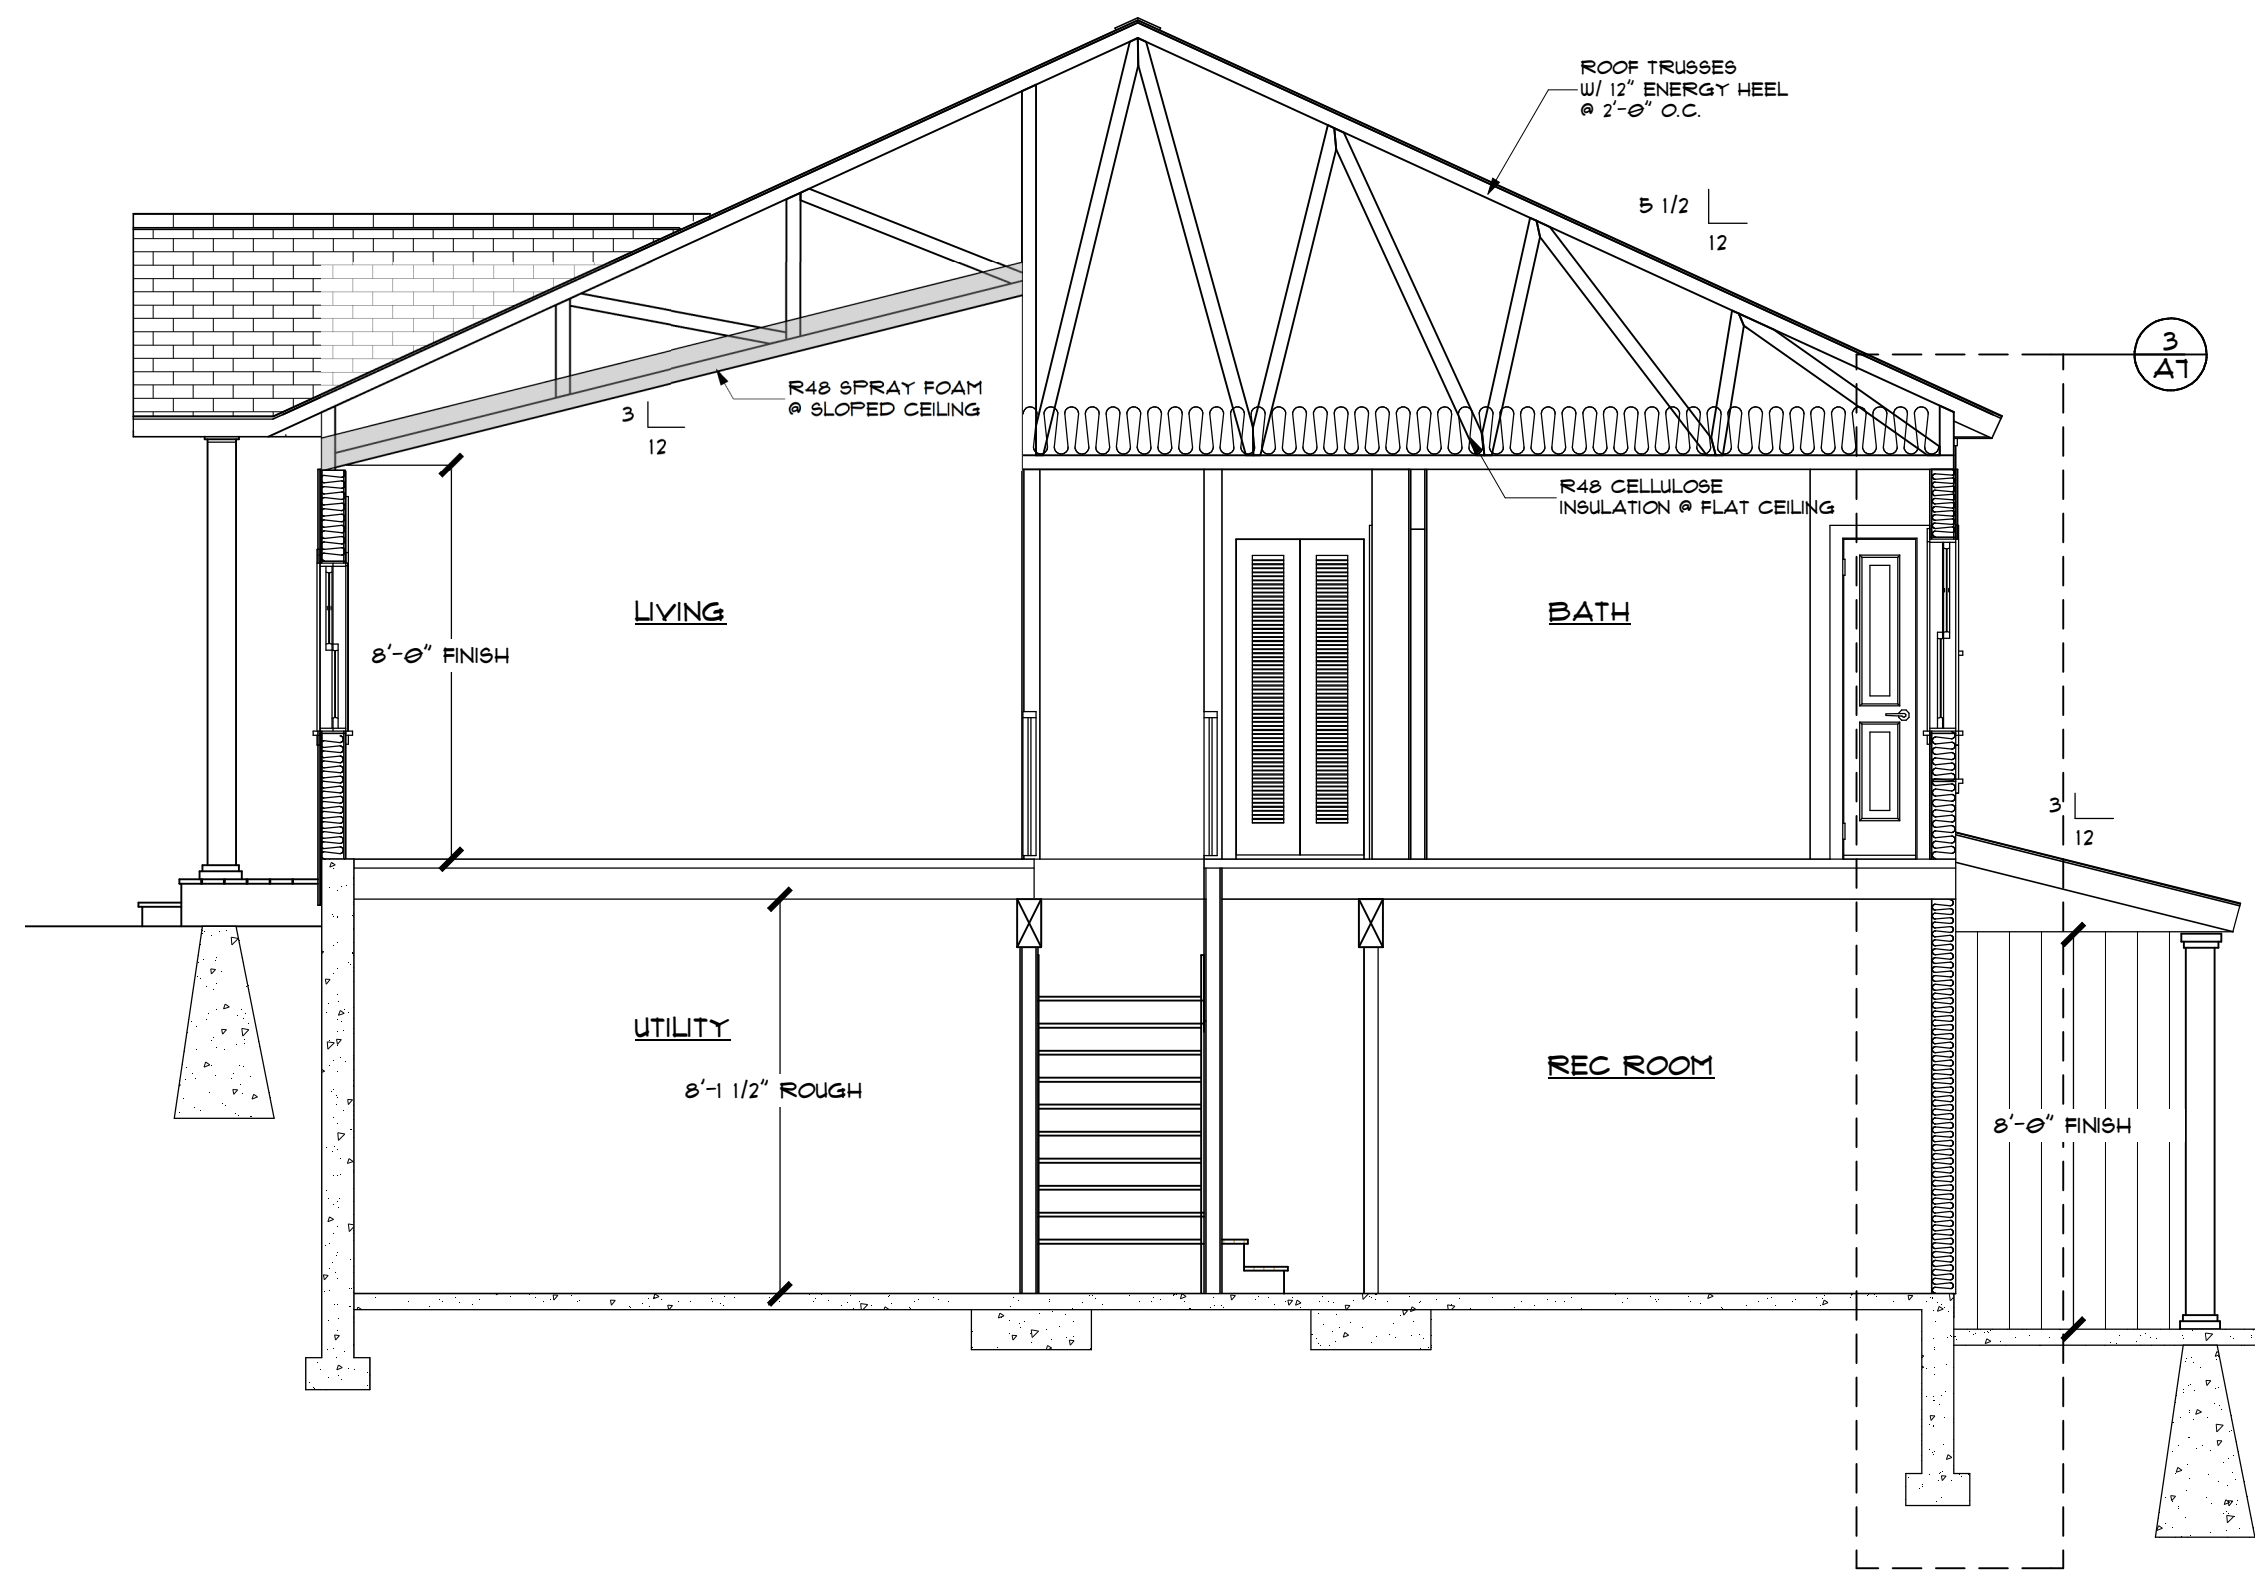 ROOF TRUSSES
W/ 12" ENERGY HEEL
@ 2'-0" O.C.
5 1/2
12
3
A7
R48 SPRAY FOAM
@ SLOPED CEILING
3
12
R48 CELLULOSE
INSULATION @ FLAT CEILING
LIVING
BATH
8'-0" FINISH
3
12
UTILITY
REC ROOM
8'-1 1/2" ROUGH
8'-0" FINISH